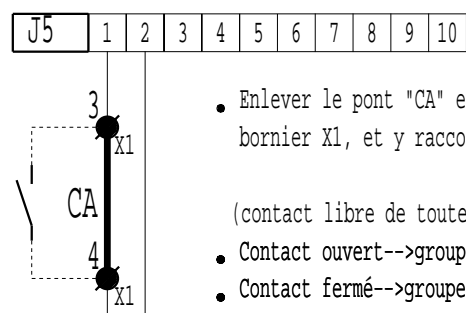 J5 1 2 3 4 5 6 7 8 9 10
3
X1
CA
4
X1
Enlever le pont "CA" e
bornier X1, et y racco
(contact libre de toute
Contact ouvert-->group
Contact fermé-->groupe